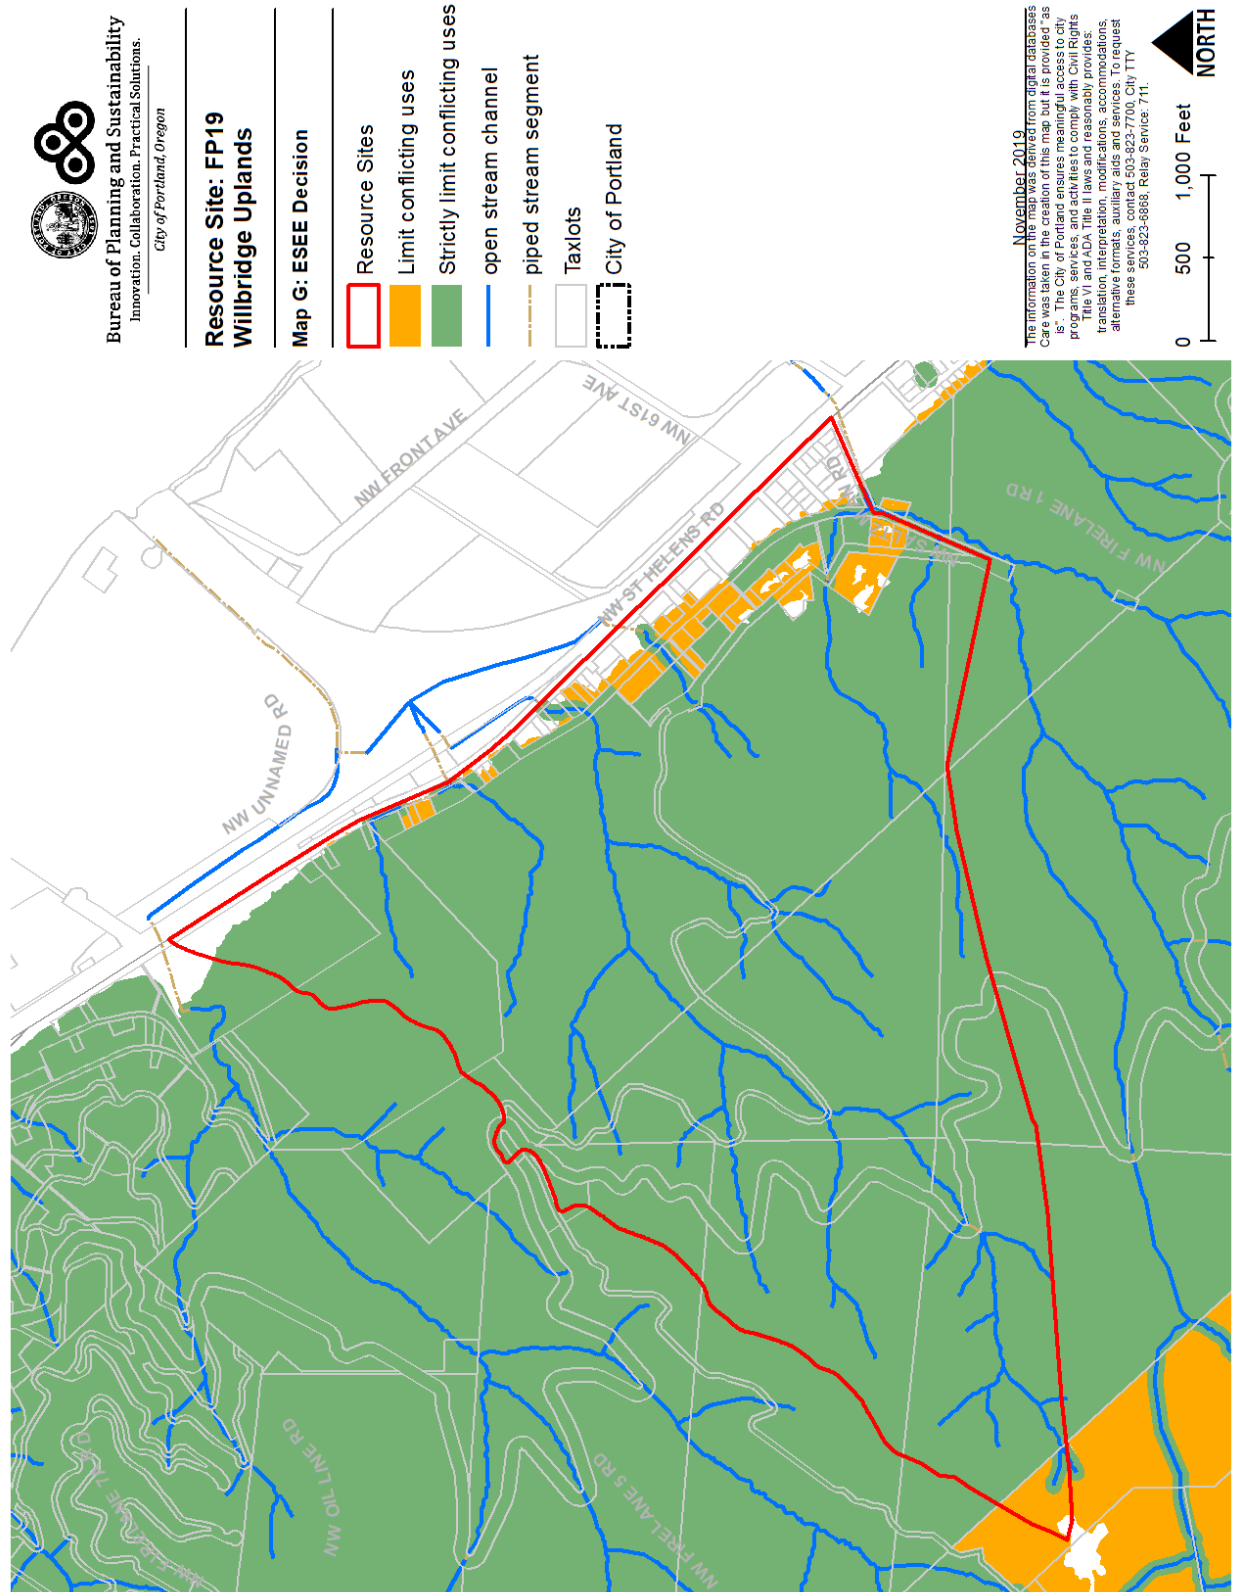 Bureau of Planning and Sustainability
Innovation. Collaboration. Practical Solutions.
City of Portland, Oregon
Resource Site: FP19
Willbridge Uplands
Map G: ESEE Decision
Resource Sites
Limit conflicting uses
Strictly limit conflicting uses
open stream channel
piped stream segment
Taxlots
City of Portland
November 2019
The information on the map was derived from digital databases
Care was taken in the creation of this map but it is provided "as
is". The City of Portland ensures meaningful access to city
programs, services, and activities to comply with Civil Rights
Title VI and ADA Title II laws and reasonably provides:
translation, interpretation, modifications, accommodations,
alternative formats, auxiliary aids and services. To request
these services, contact 503-823-7700, City TTY
503-823-6868, Relay Service: 711.
0 500 1,000 Feet
NORTH
NW FRONT AVE
NW 61ST AVE
NW ST HELENS RD
NW UNNAMED RD
NW FIRELANE 1 RD
NW OIL LINE RD
NW FIRELANE 5 RD